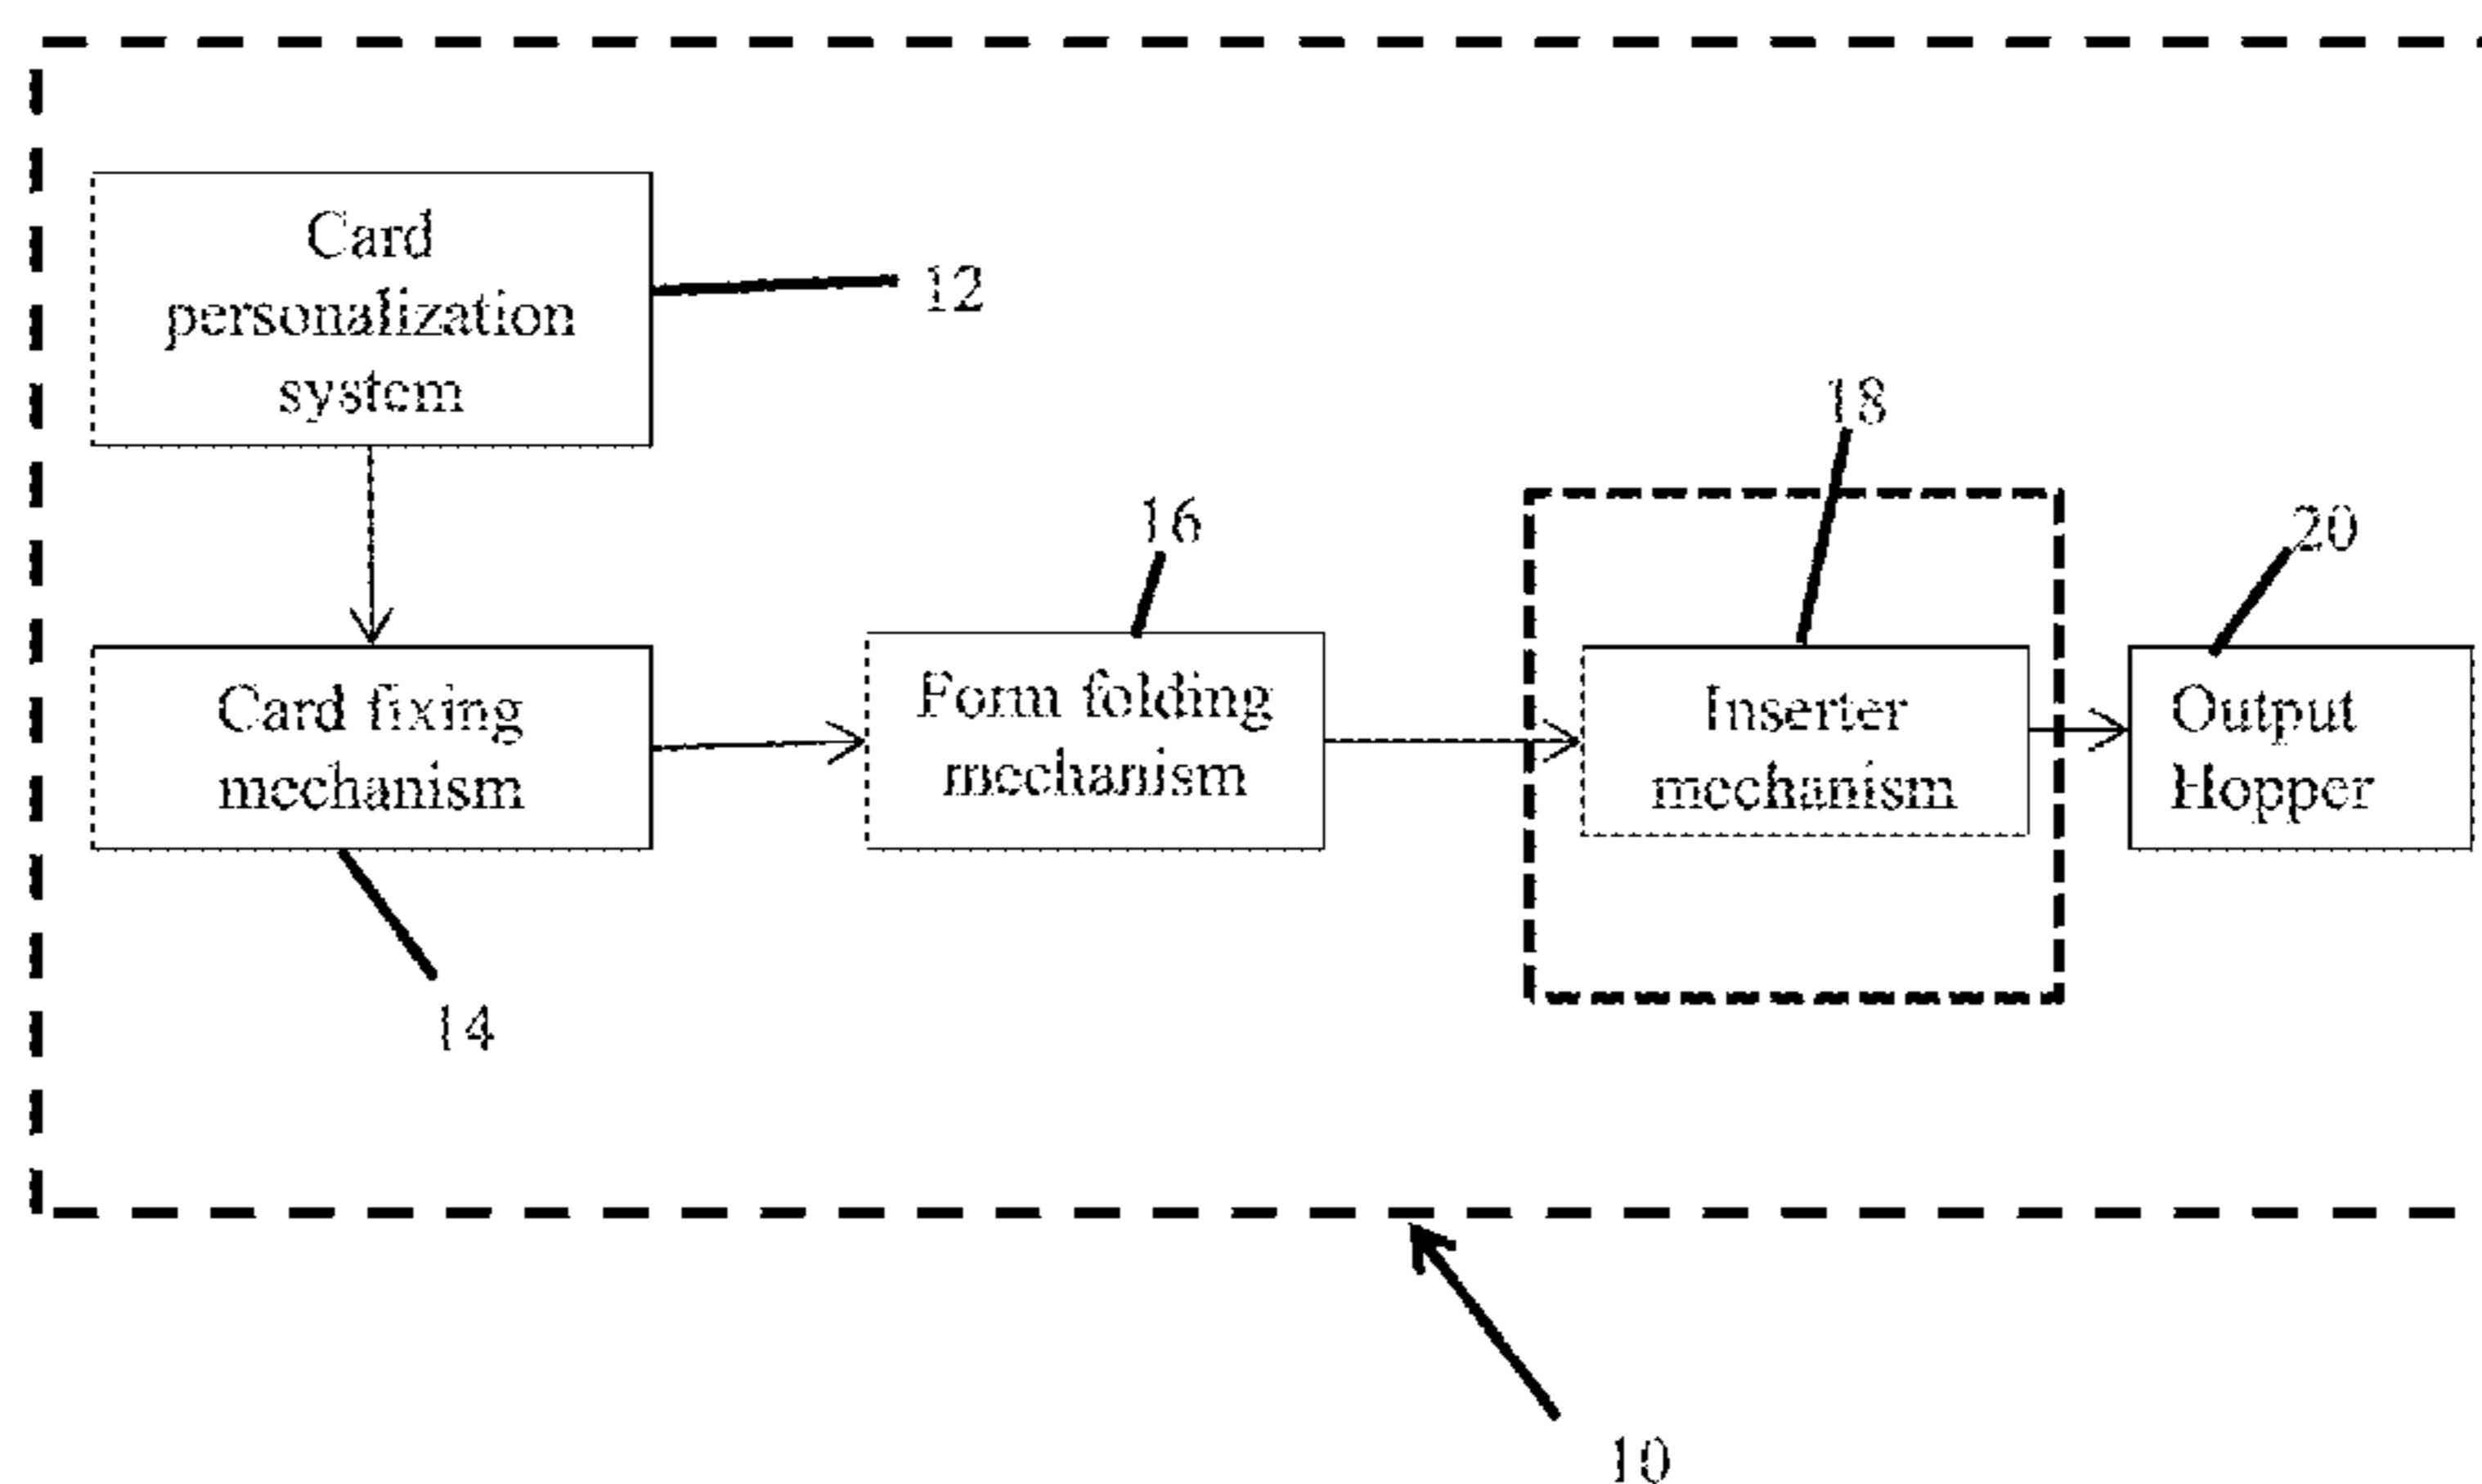 Card
personalization
system
12
18
16
20
Card fixing
mechanism
Form folding
mechanism
Inserter
mechanism
Output
Hopper
14
10